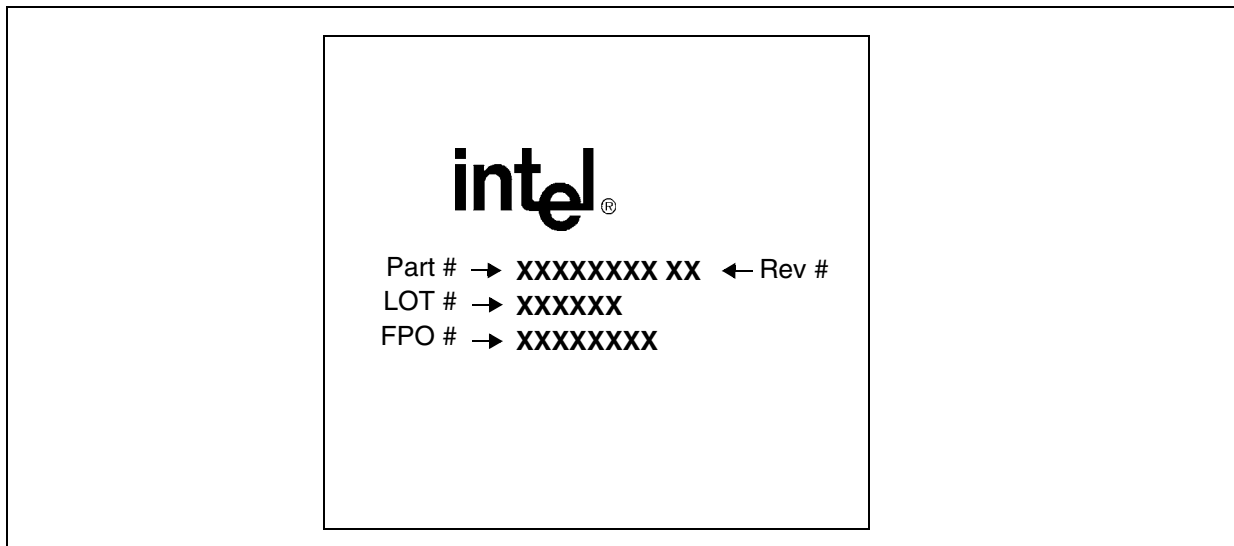 intel®
Part # → XXXXXXXX XX ← Rev #
LOT # → XXXXXX
FPO # → XXXXXXXX